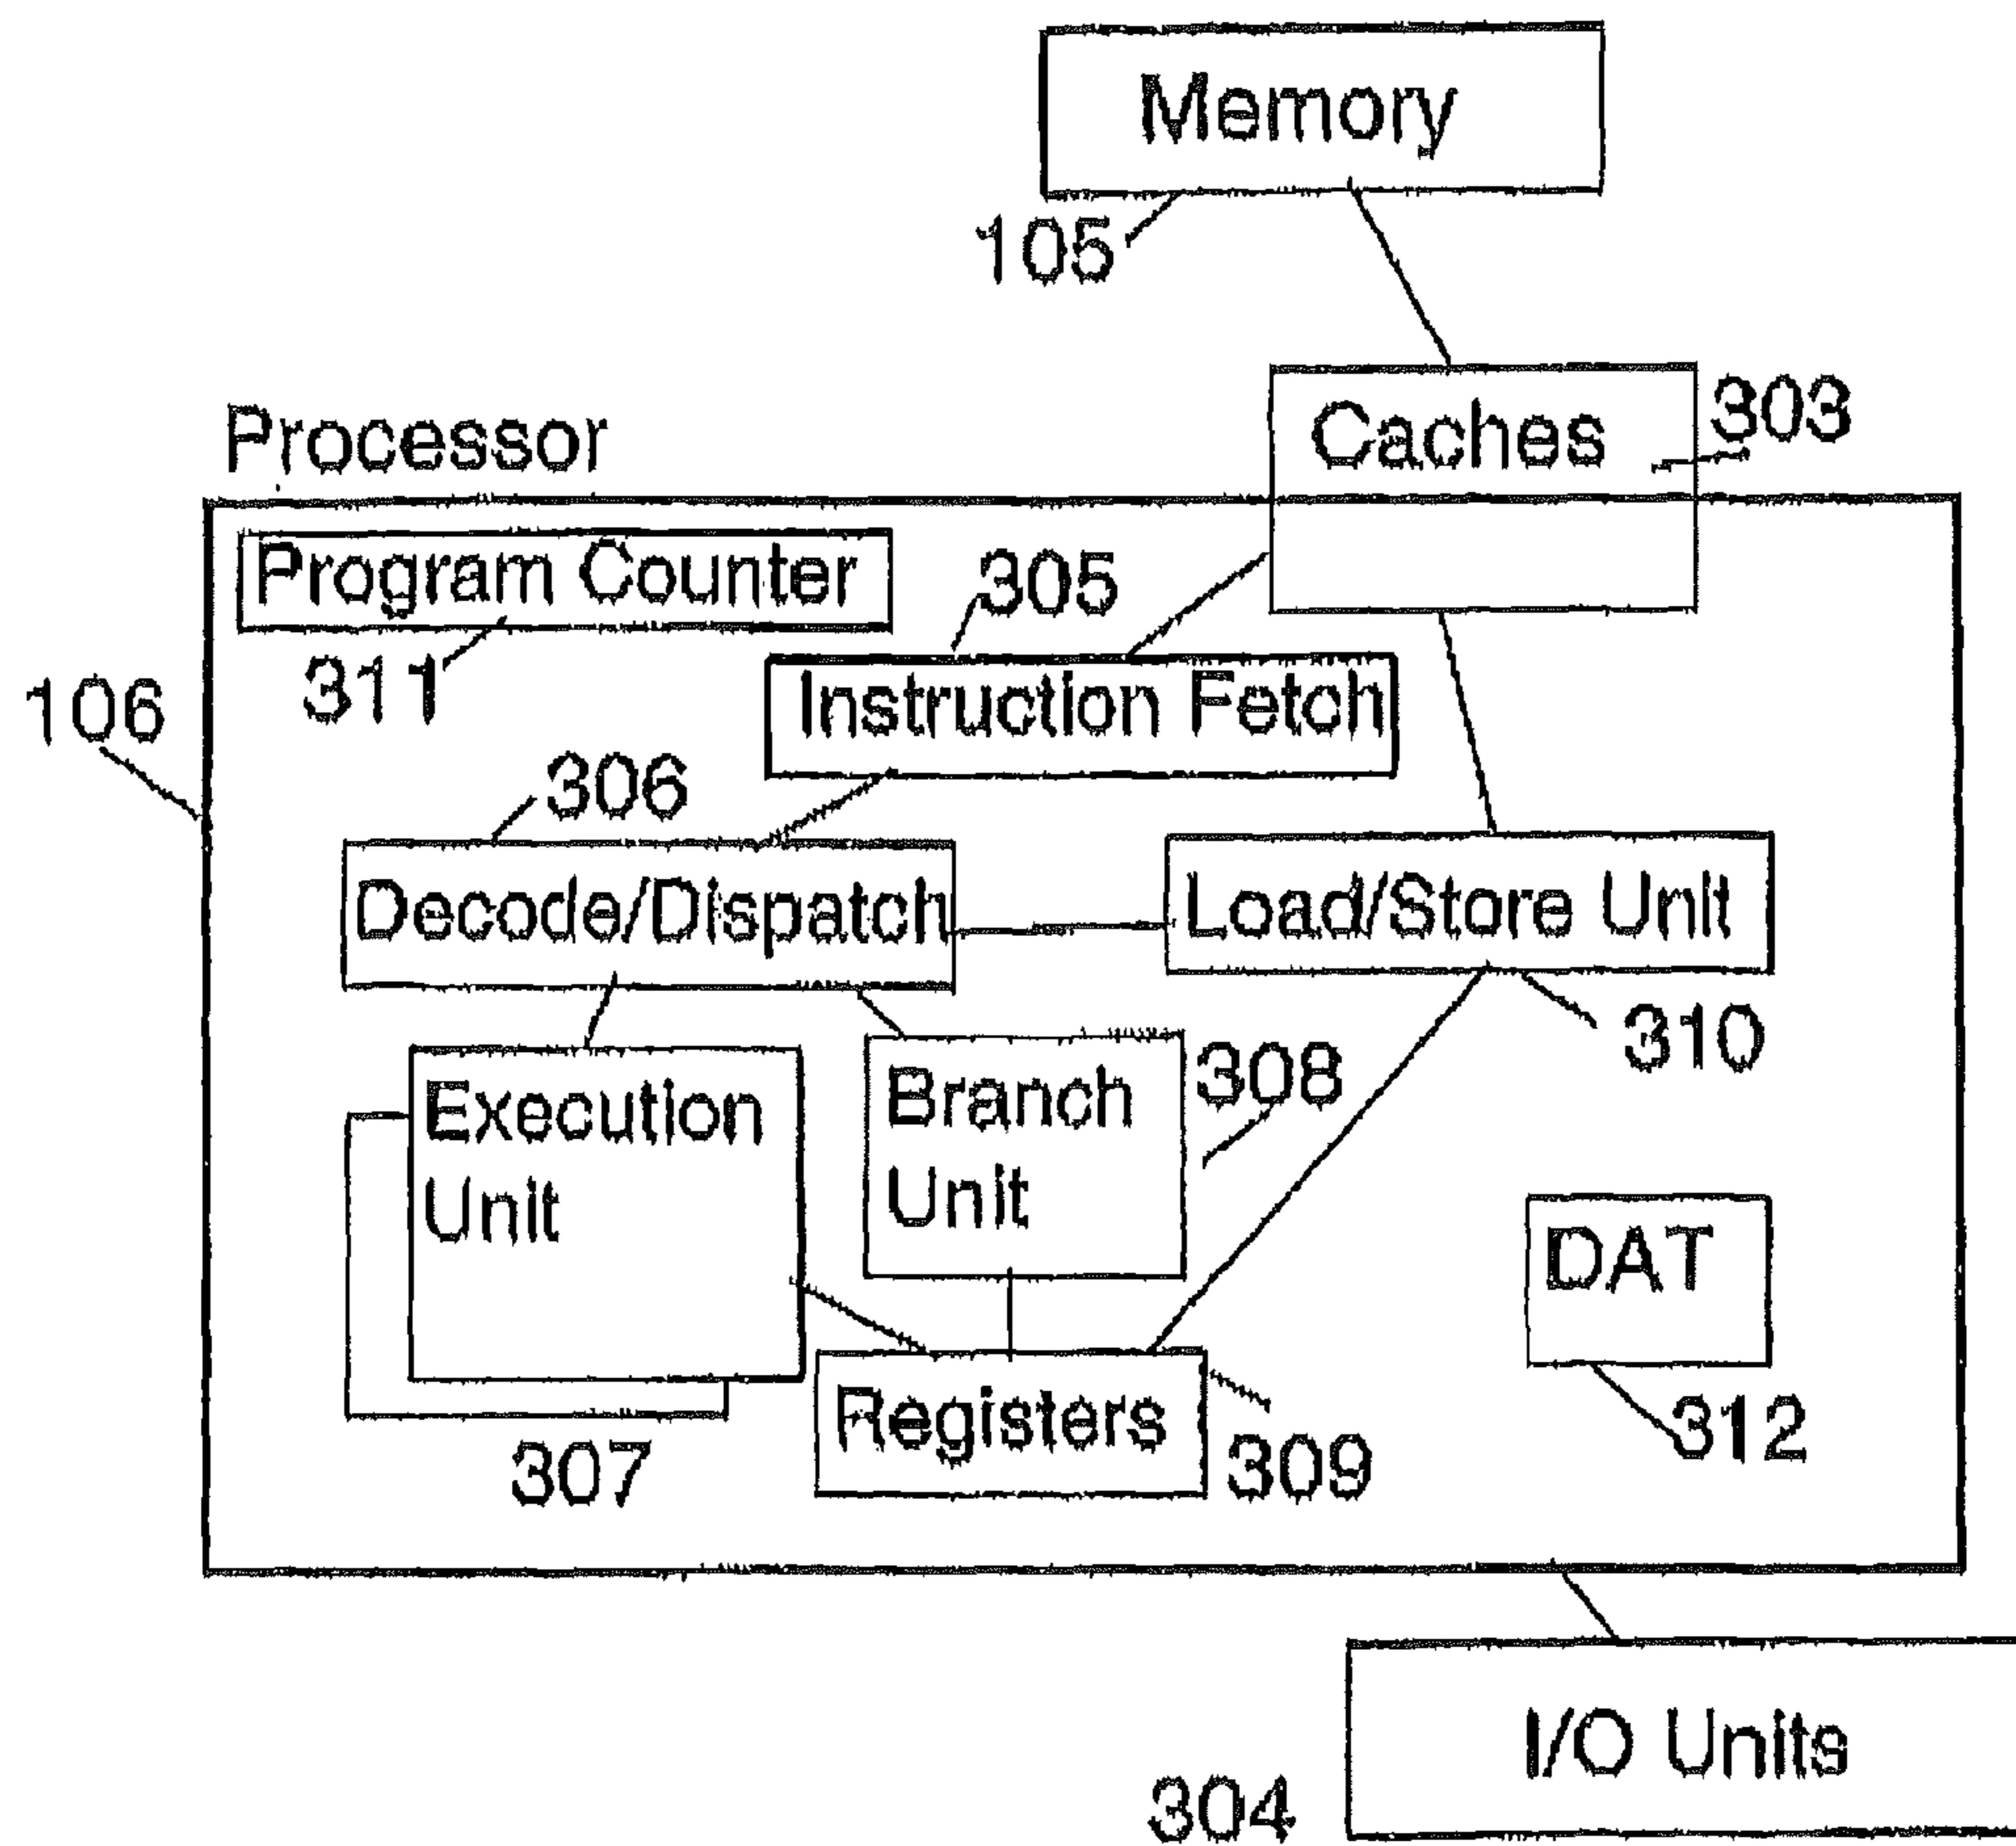 Memory
105
Caches
303
Processor
Program Counter
305
311
Instruction Fetch
106
306
Decode/Dispatch
Load/Store Unit
310
Execution
Unit
Branch
Unit
308
DAT
Registers
312
307
309
I/O Units
304